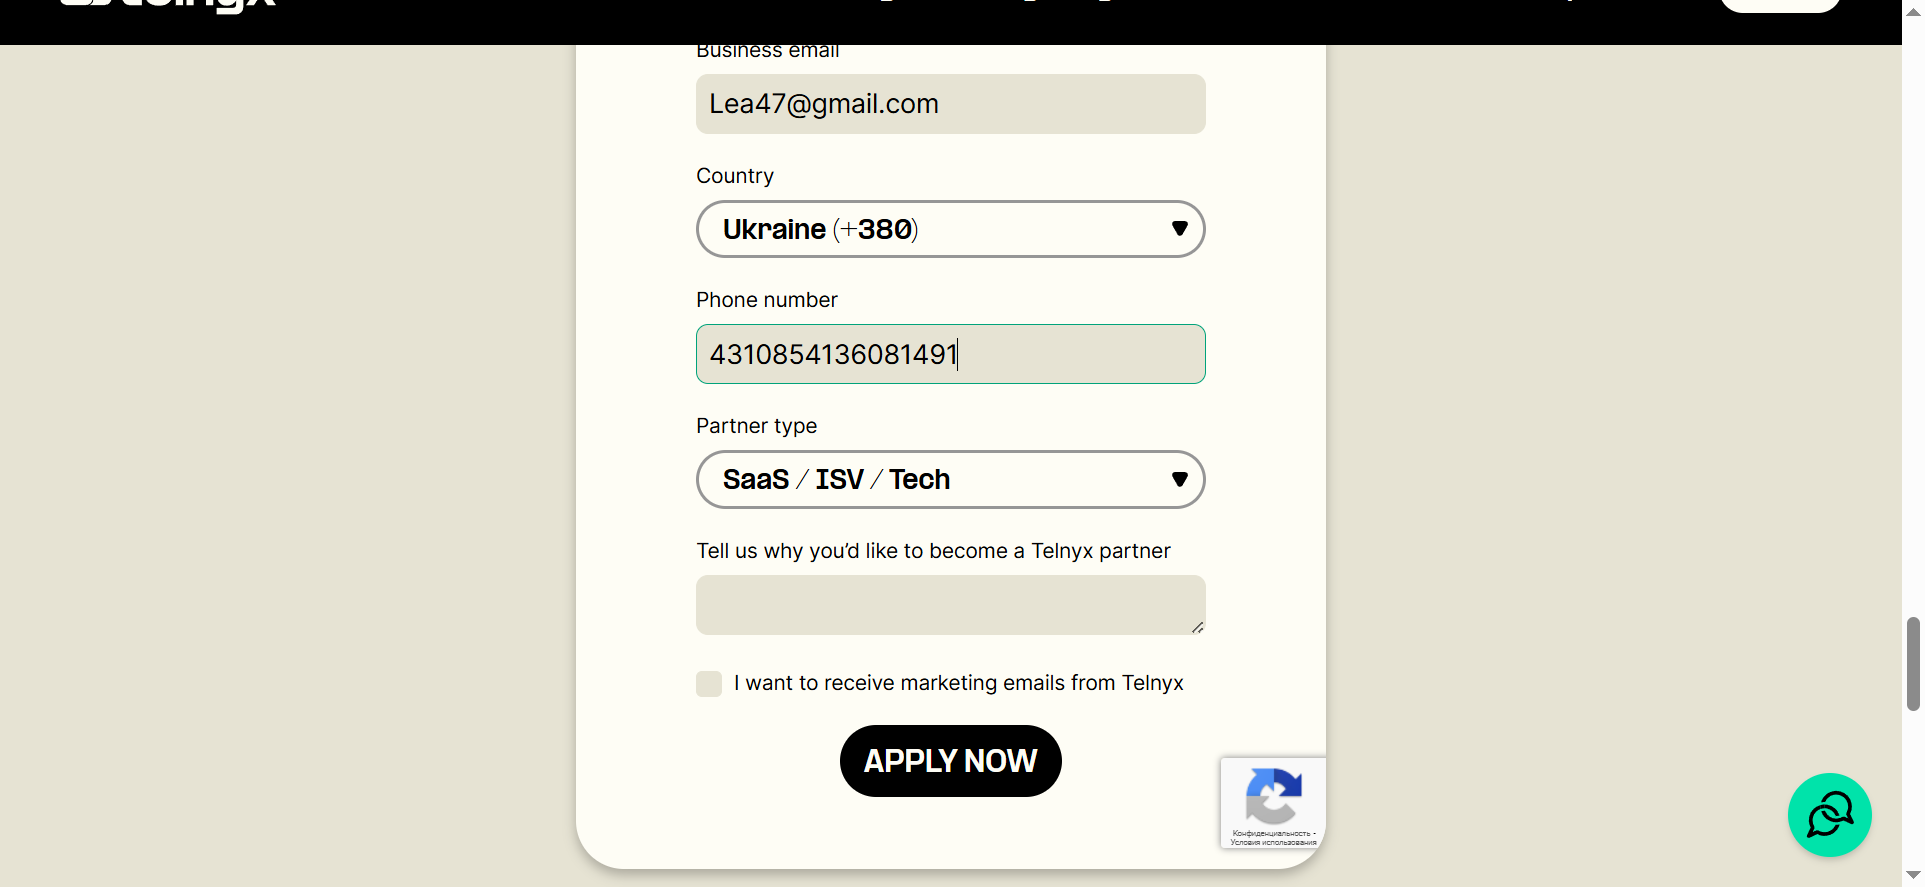 telnyx
Business email
Lea47@gmail.com
Country
Ukraine (+380)
Phone number
4310854136081491
Partner type
SaaS / ISV / Tech
Tell us why you’d like to become a Telnyx partner
I want to receive marketing emails from Telnyx
APPLY NOW
Конфиденциальность -
Условия использования